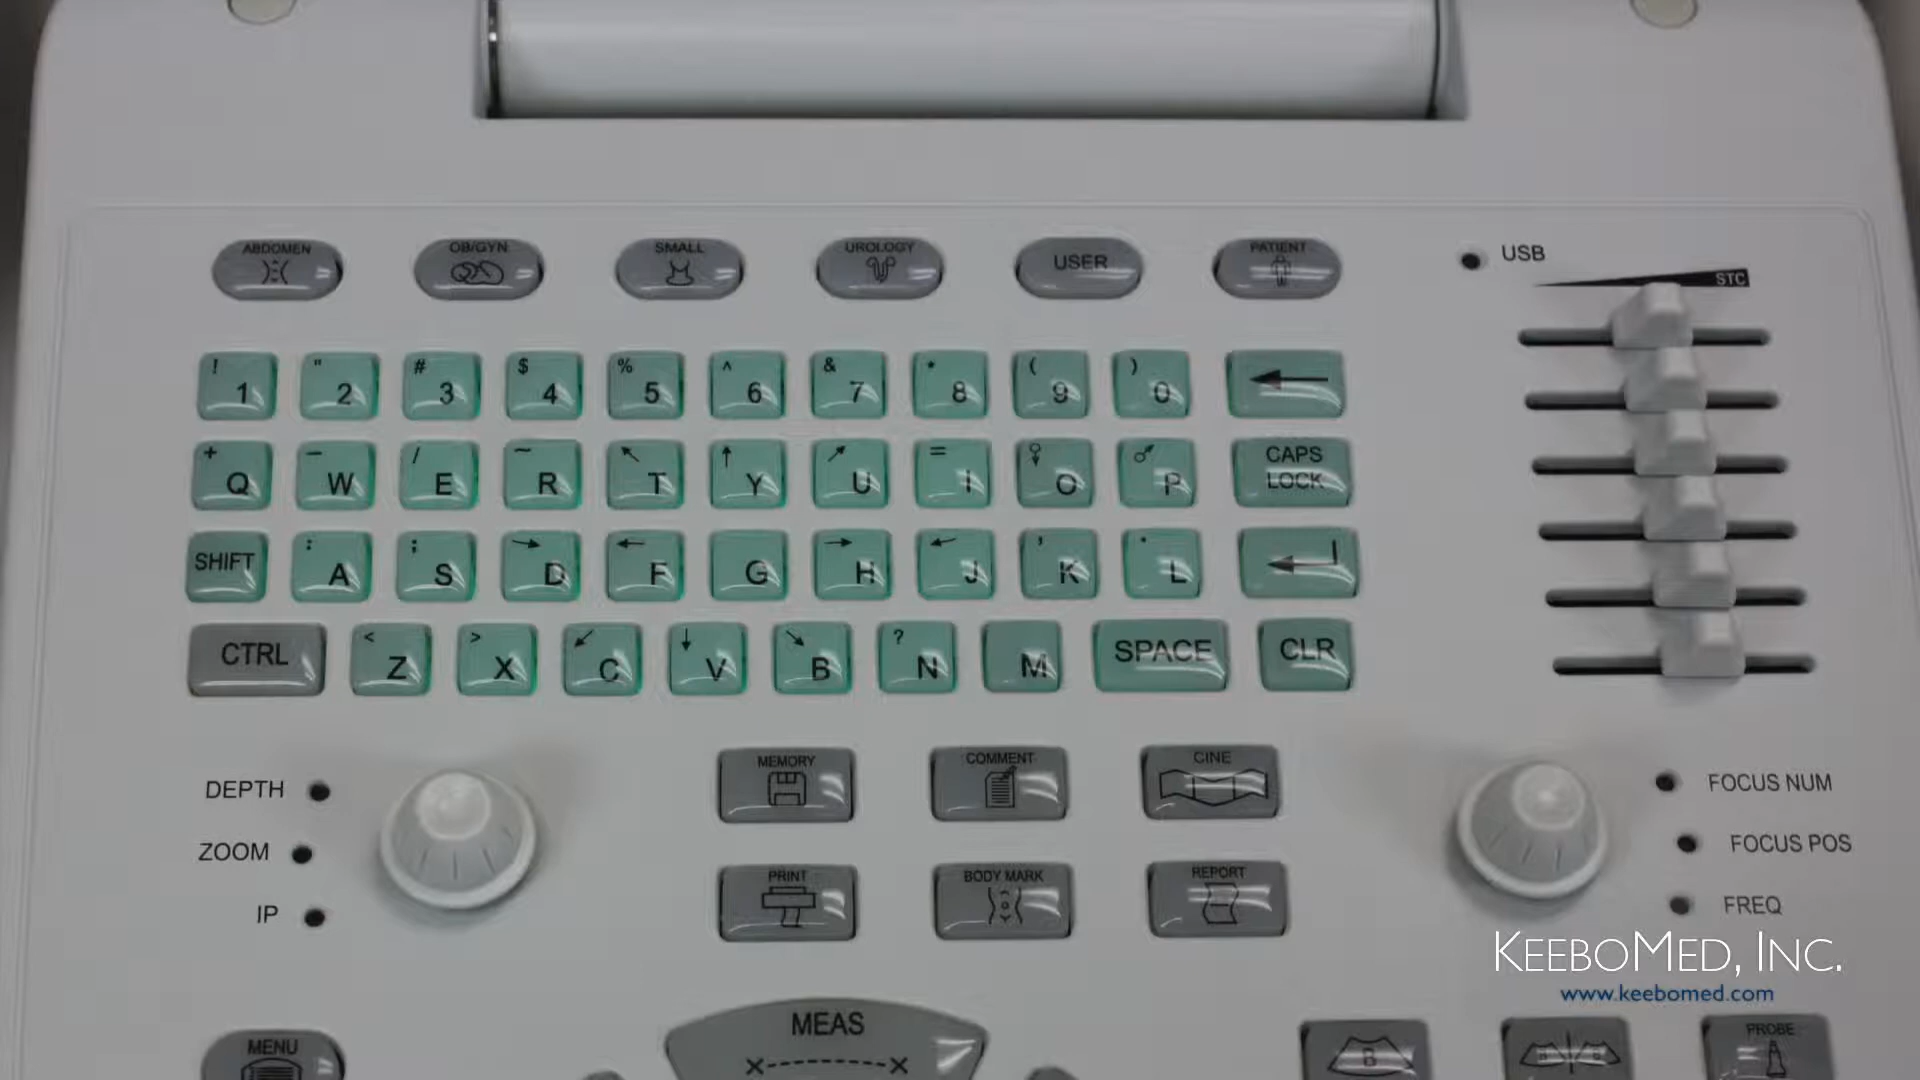 ABDOMEN OB/GYN SMALL UROLOGY USER PATIENT
USB
STC
! 1 " 2 # 3 $ 4 % 5 ^ 6 & 7 * 8 ( 9 ) 0 ←
+ Q − W / E ~ R ↖ T ↑ Y ↗ U = I ♀ O ♂ P CAPS LOCK
SHIFT : A ; S → D ← F G → H ← J ' K . L ↵
CTRL < Z > X ↙ C ↓ V ↘ B ? N M SPACE CLR
DEPTH
ZOOM
IP
MEMORY COMMENT CINE
PRINT BODY MARK REPORT
FOCUS NUM
FOCUS POS
FREQ
KEEBOMED, INC.
www.keebomed.com
MENU
MEAS
X------X
B
B B
PROBE